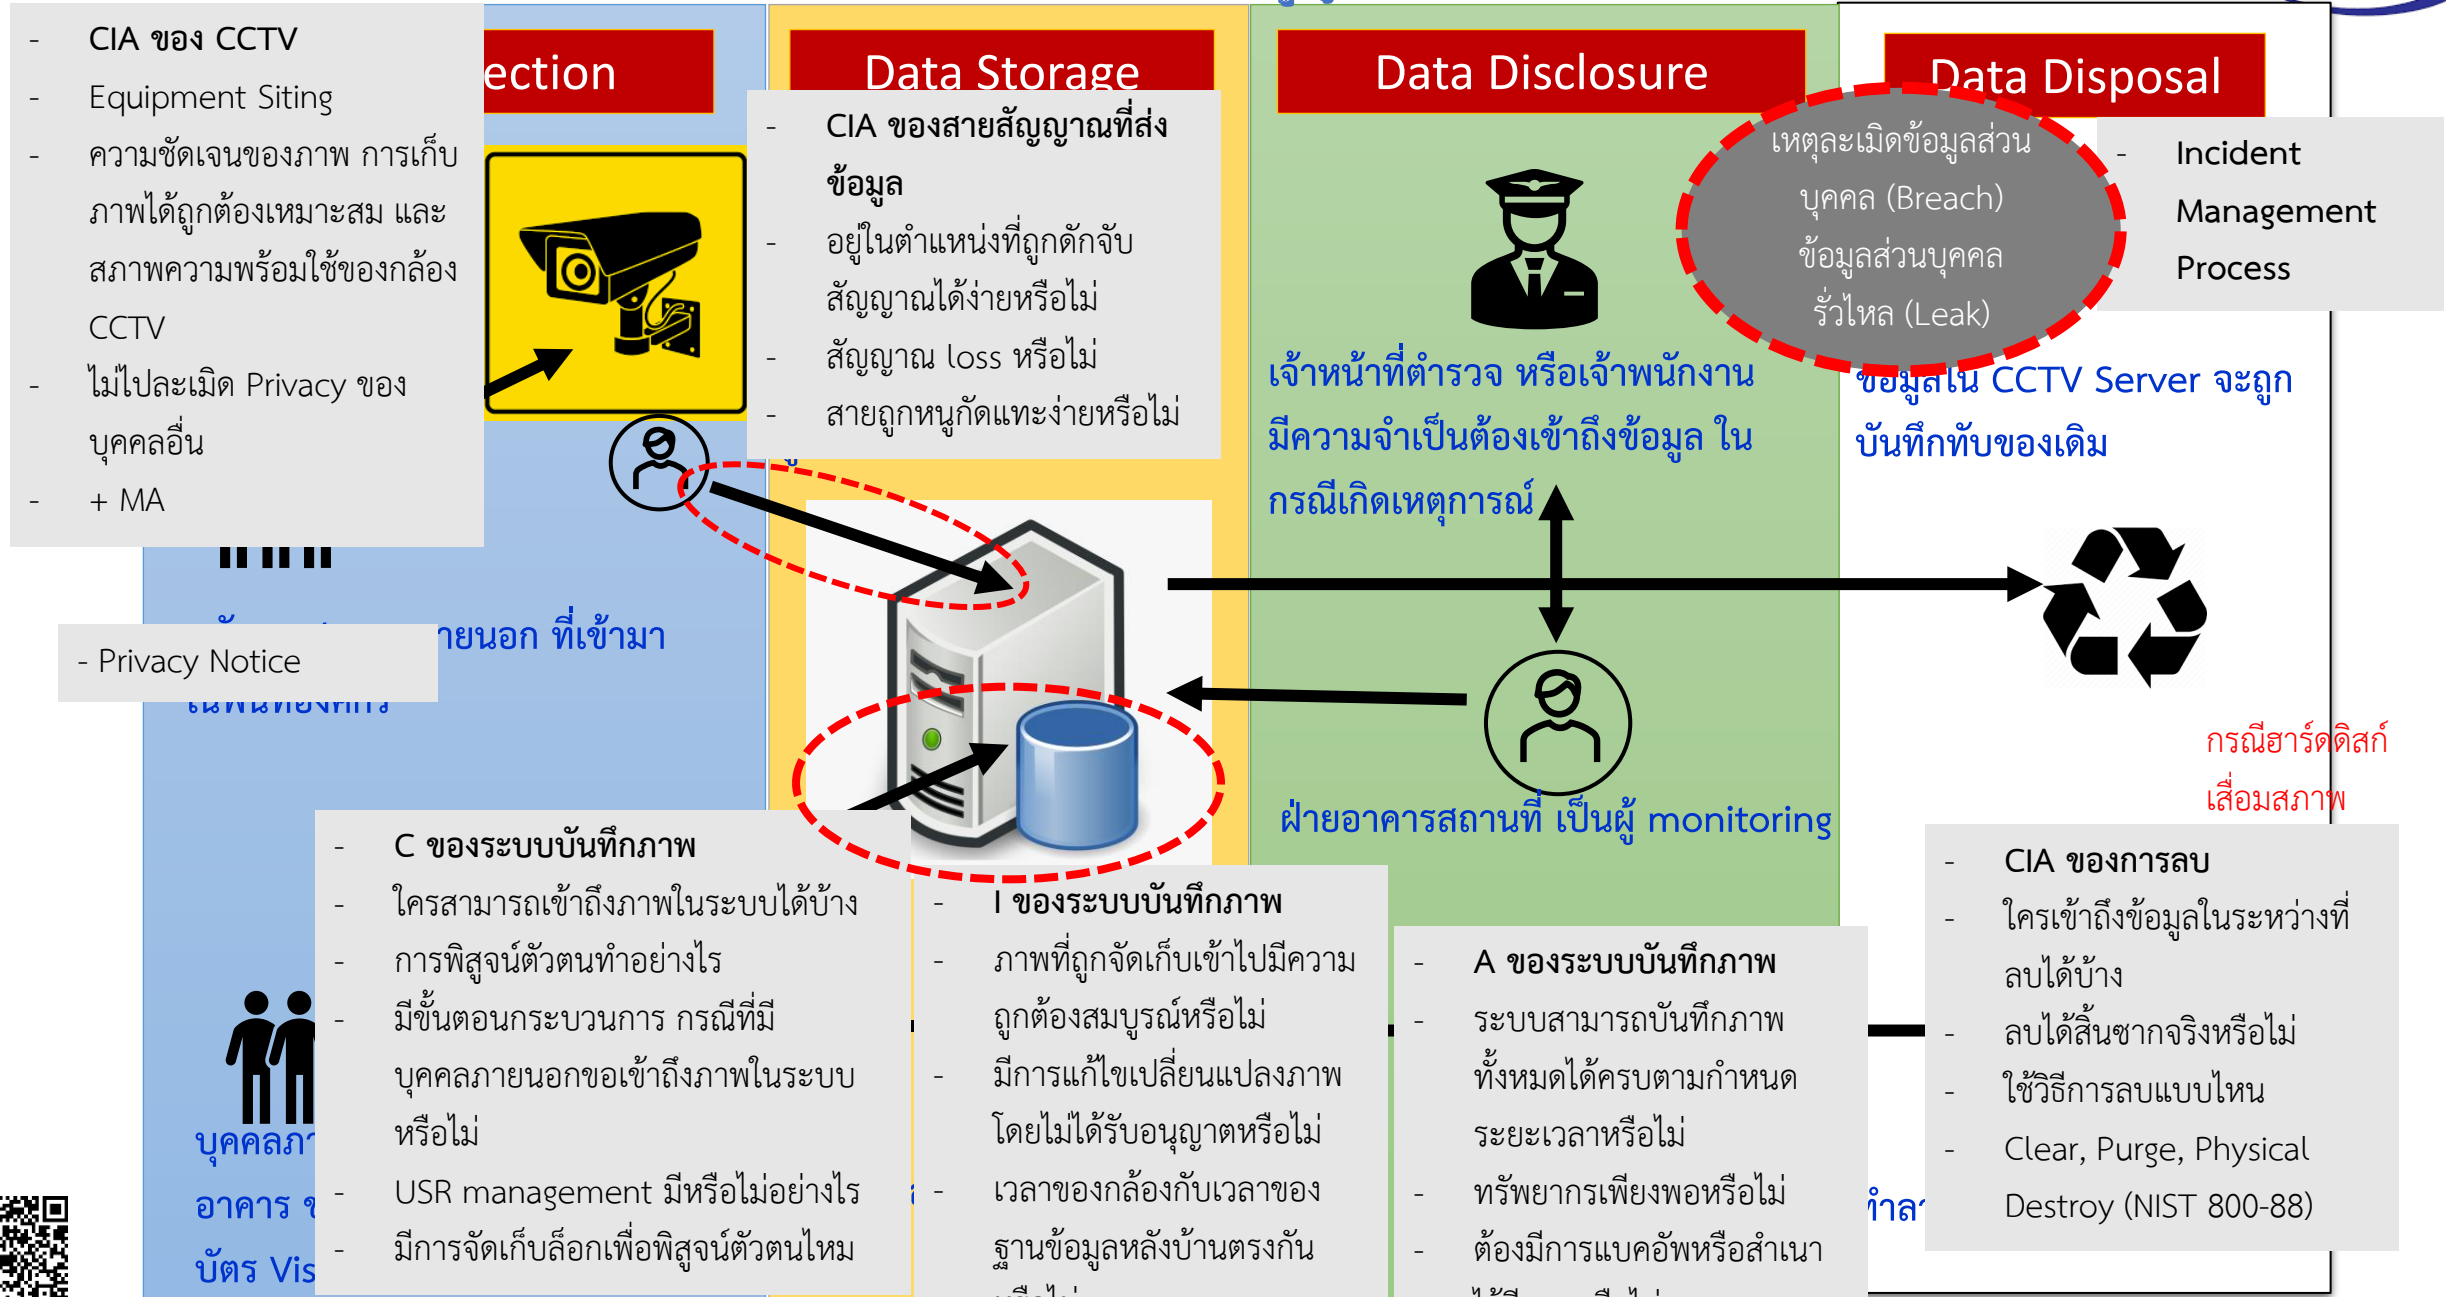 - CIA ของ CCTV
- Equipment Siting
- ความชัดเจนของภาพ การเก็บ
ภาพได้ถูกต้องเหมาะสม และ
สภาพความพร้อมใช้ของกล้อง
CCTV
- ไม่ไปละเมิด Privacy ของ
บุคคลอื่น
- + MA
ection
Data Storage
- CIA ของสายสัญญาณที่ส่ง
ข้อมูล
- อยู่ในตำแหน่งที่ถูกดักจับ
สัญญาณได้ง่ายหรือไม่
- สัญญาณ loss หรือไม่
- สายถูกหนูกัดแทะง่ายหรือไม่
Data Disclosure
เจ้าหน้าที่ตำรวจ หรือเจ้าพนักงาน
มีความจำเป็นต้องเข้าถึงข้อมูล ใน
กรณีเกิดเหตุการณ์
Data Disposal
เหตุละเมิดข้อมูลส่วน
บุคคล (Breach)
ข้อมูลส่วนบุคคล
รั่วไหล (Leak)
- Incident
Management
Process
ข้อมูลใน CCTV Server จะถูก
บันทึกทับของเดิม
ายนอก ที่เข้ามา
- Privacy Notice
ฝ่ายอาคารสถานที่ เป็นผู้ monitoring
กรณีฮาร์ดดิสก์
เสื่อมสภาพ
- C ของระบบบันทึกภาพ
- ใครสามารถเข้าถึงภาพในระบบได้บ้าง
- การพิสูจน์ตัวตนทำอย่างไร
- มีขั้นตอนกระบวนการ กรณีที่มี
บุคคลภายนอกขอเข้าถึงภาพในระบบ
หรือไม่
- USR management มีหรือไม่อย่างไร
- มีการจัดเก็บล็อกเพื่อพิสูจน์ตัวตนไหม
- I ของระบบบันทึกภาพ
- ภาพที่ถูกจัดเก็บเข้าไปมีความ
ถูกต้องสมบูรณ์หรือไม่
- มีการแก้ไขเปลี่ยนแปลงภาพ
โดยไม่ได้รับอนุญาตหรือไม่
- เวลาของกล้องกับเวลาของ
ฐานข้อมูลหลังบ้านตรงกัน
- A ของระบบบันทึกภาพ
- ระบบสามารถบันทึกภาพ
ทั้งหมดได้ครบตามกำหนด
ระยะเวลาหรือไม่
- ทรัพยากรเพียงพอหรือไม่
- ต้องมีการแบคอัพหรือสำเนา
- CIA ของการลบ
- ใครเข้าถึงข้อมูลในระหว่างที่
ลบได้บ้าง
- ลบได้สิ้นซากจริงหรือไม่
- ใช้วิธีการลบแบบไหน
- Clear, Purge, Physical
Destroy (NIST 800-88)
บุคคลภา
อาคาร
บัตร Vis
ทำลา